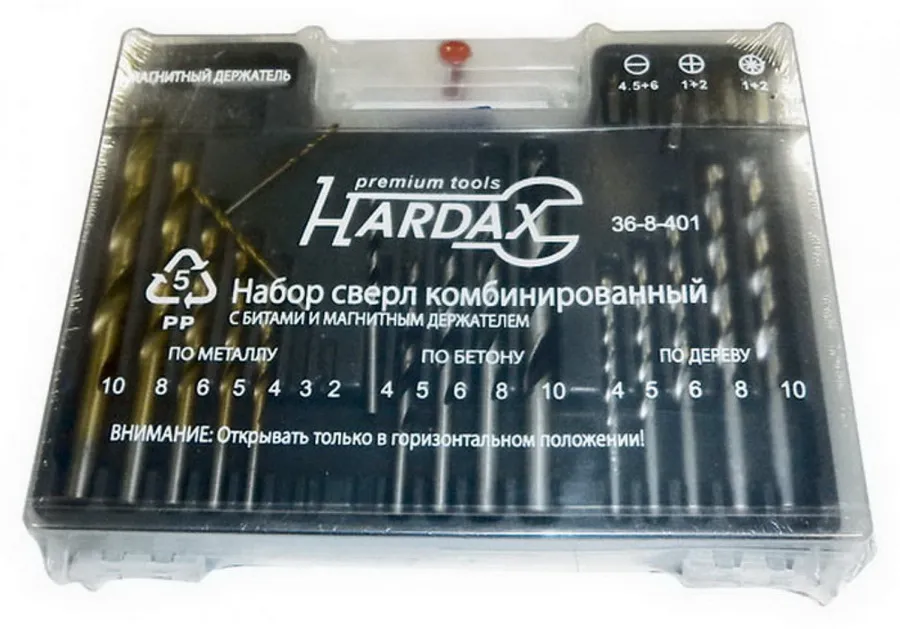 МАГНИТНЫЙ ДЕРЖАТЕЛЬ
4.5+6 1+2 1+2
premium tools
HARDAX
36-8-401
5
PP
Набор сверл комбинированный
С БИТАМИ И МАГНИТНЫМ ДЕРЖАТЕЛЕМ
ПО МЕТАЛЛУ ПО БЕТОНУ ПО ДЕРЕВУ
10 8 6 5 4 3 2 4 5 6 8 10 4 5 6 8 10
ВНИМАНИЕ: Открывать только в горизонтальном положении!